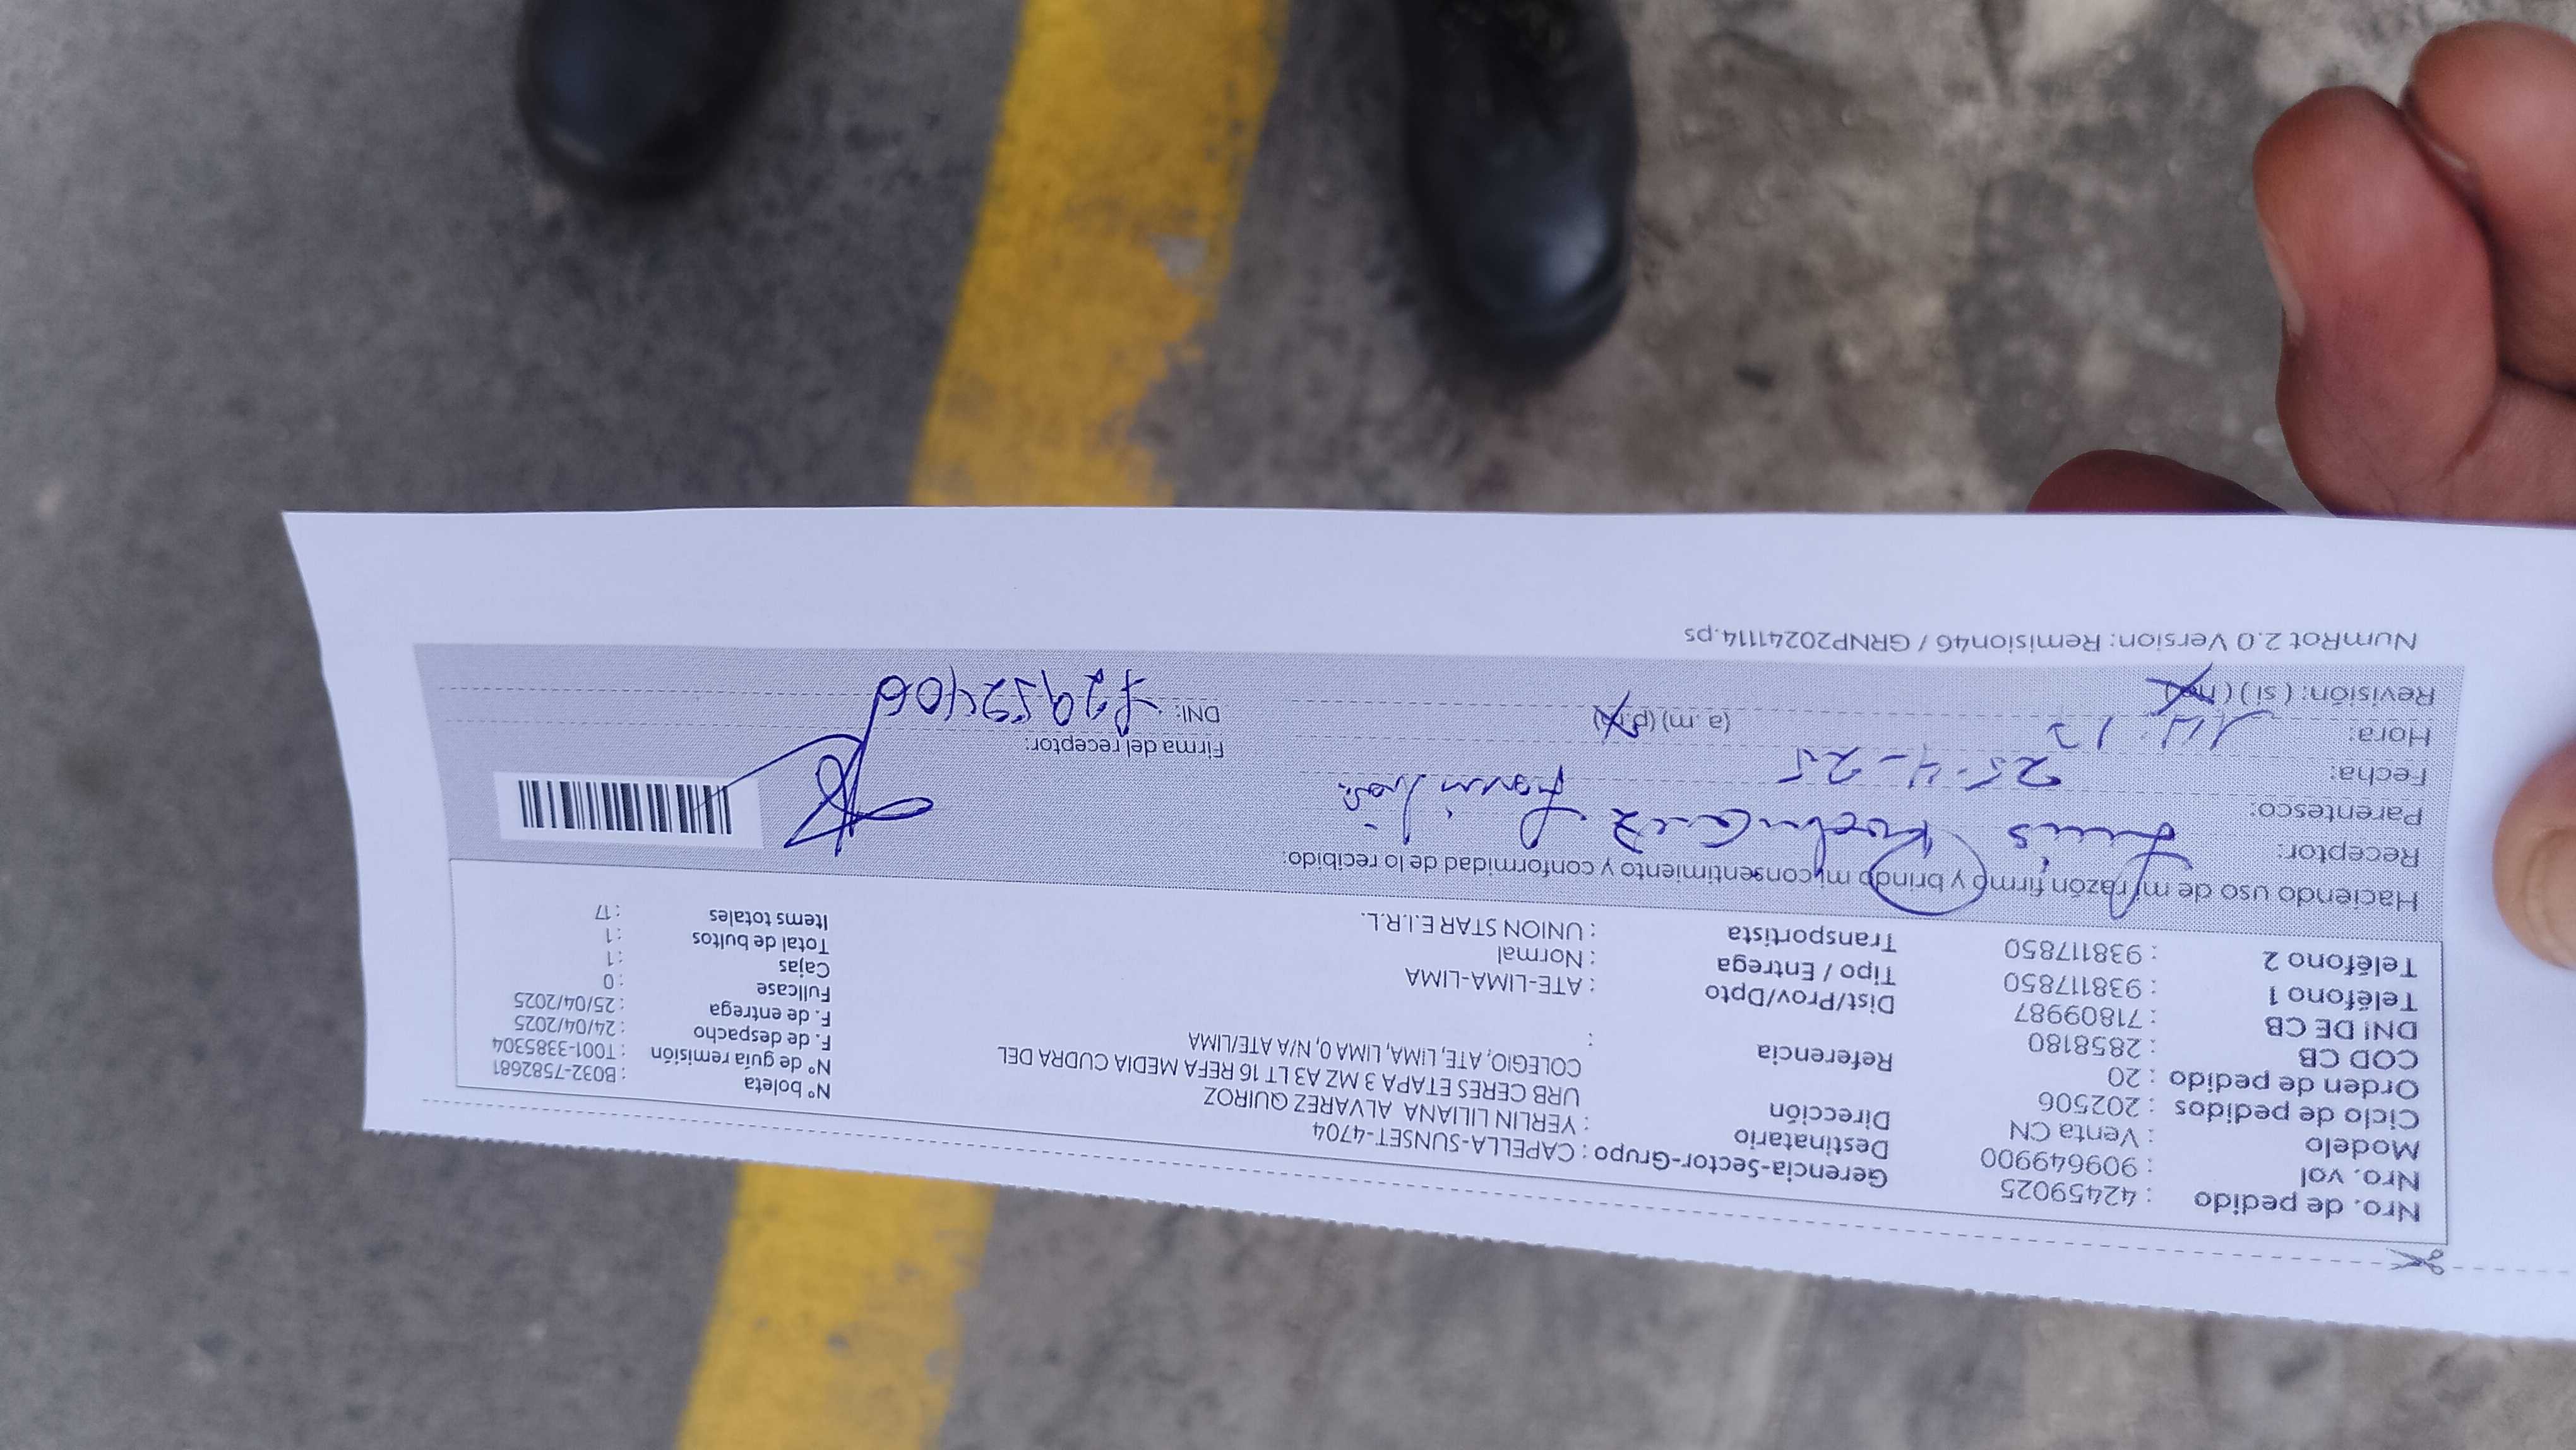 Nro. de pedido : 42459025
Nro. vol : 909649900
Modelo : Venta CN
Ciclo de pedidos : 202506
Orden de pedido : 20
COD CB : 2858180
DNI DE CB : 71809987
Teléfono 1 : 938117850
Teléfono 2 : 938117850
Gerencia-Sector-Grupo : CAPELLA-SUNSET-4704
Destinatario : YERLIN LILIANA ALVAREZ QUIROZ
Dirección URB CERES ETAPA 3 MZ A3 LT 16 REFA MEDIA CUDRA DEL
COLEGIO, ATE, LIMA, LIMA 0, N/A ATE/LIMA
Referencia :
Dist/Prov/Dpto : ATE-LIMA-LIMA
Tipo / Entrega : Normal
Transportista : UNION STAR E.I.R.L.
N° boleta : B032-7582681
N° de guía remisión : T001-3385304
F. de despacho : 24/04/2025
F. de entrega : 25/04/2025
Fullcase : 0
Cajas : 1
Total de bultos : 1
Items totales : 17
Haciendo uso de mi razón, firmo y brindo mi consentimiento y conformidad de lo recibido:
Receptor: Luis
Parentesco:
Fecha: 25-4-25
Hora: (a. m) (p.m)
Revisión: (si) (no)
Firma del receptor:
DNI:
NumRot 2.0 Version: Remision46 / GRNP20241114.ps